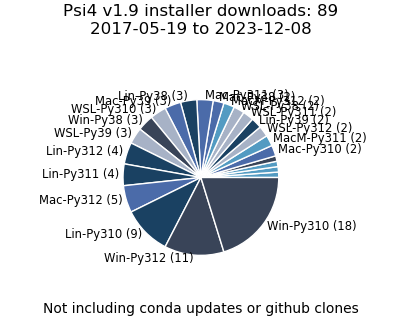 Psi4 v1.9 installer downloads: 89
2017-05-19 to 2023-12-08
Lin-Py38 (3)
Mac-Py39 (3)
WSL-Py310 (3)
Win-Py38 (3)
WSL-Py39 (3)
Lin-Py312 (4)
Lin-Py311 (4)
Mac-Py312 (5)
Lin-Py310 (9)
Win-Py312 (11)
WSL-Py38 (2)
WSL-Py311 (2)
Lin-Py39 (2)
WSL-Py312 (2)
MacM-Py311 (2)
Mac-Py310 (2)
Win-Py310 (18)
Not including conda updates or github clones